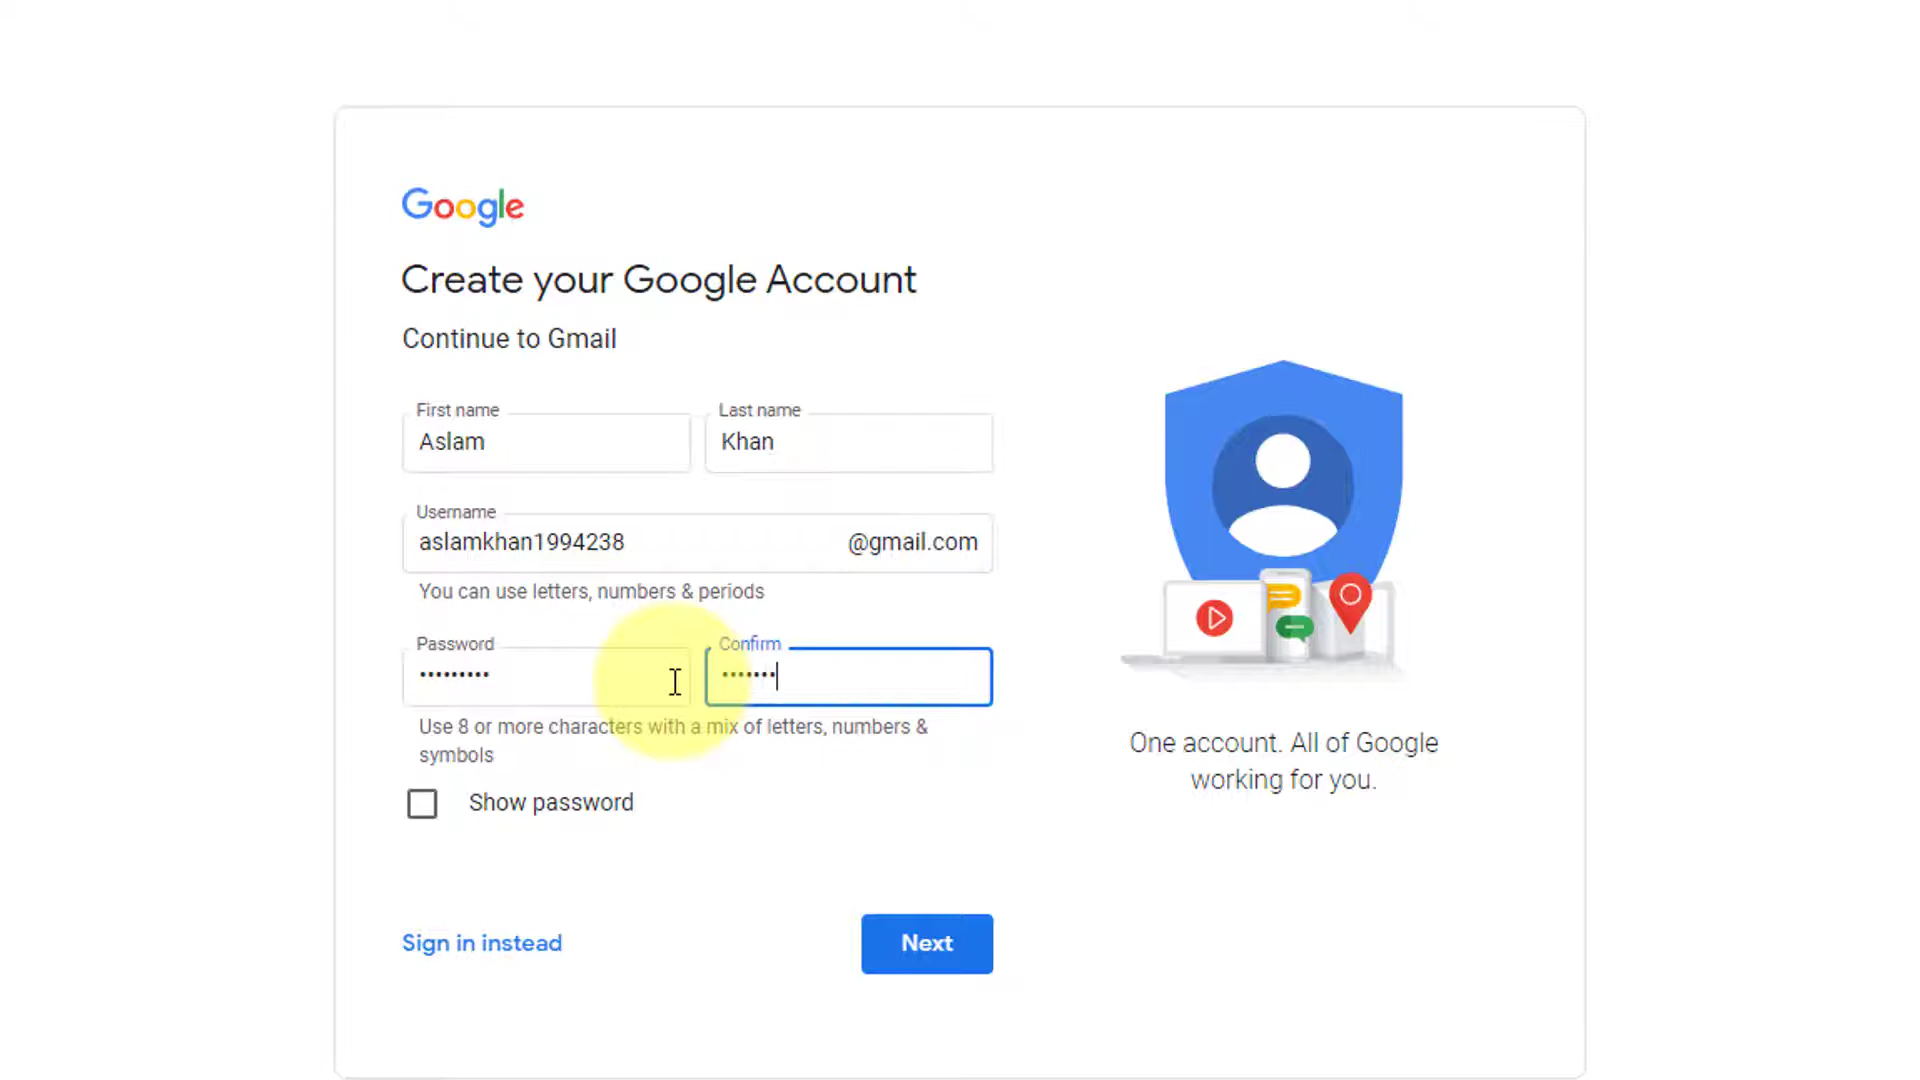 Google
Create your Google Account
Continue to Gmail
First name
Last name
Aslam
Khan
Username
aslamkhan1994238
@gmail.com
You can use letters, numbers & periods
Password
Confirm
•••••••••
•••••••
Use 8 or more characters with a mix of letters, numbers &
symbols
Show password
Sign in instead
Next
One account. All of Google
working for you.